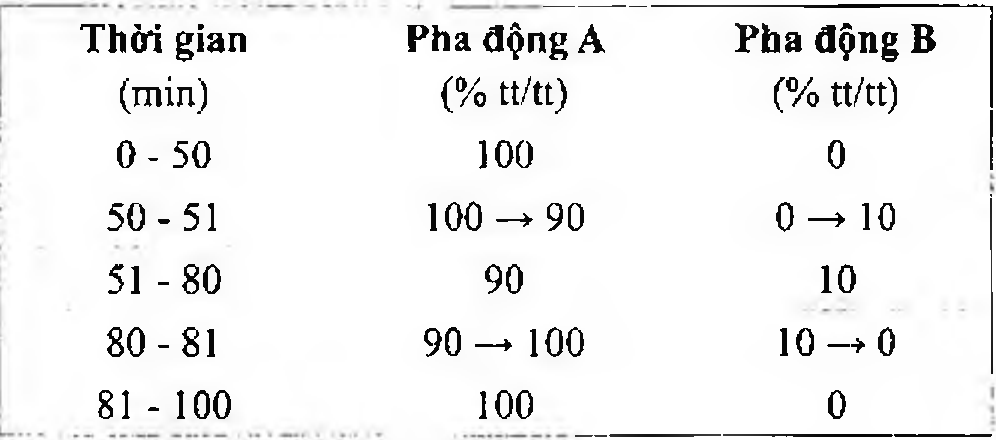 Thời gian Pha động A Pha động B
(min) (% tt/tt) (% tt/tt)
0 - 50 100 0
50 - 51 100 → 90 0 → 10
51 - 80 90 10
80 - 81 90 → 100 10 → 0
81 - 100 100 0